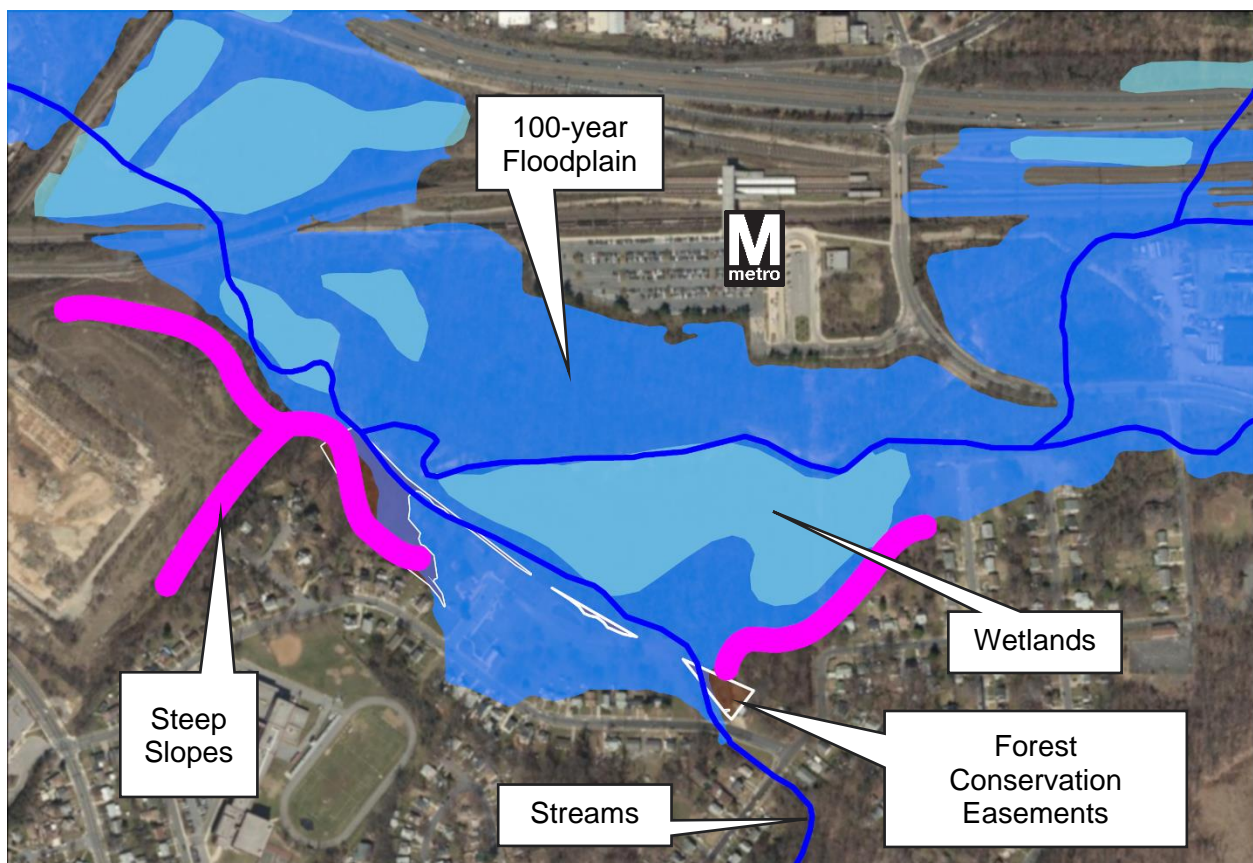 100-year
Floodplain
M
metro
Wetlands
Steep
Slopes
Forest
Conservation
Easements
Streams